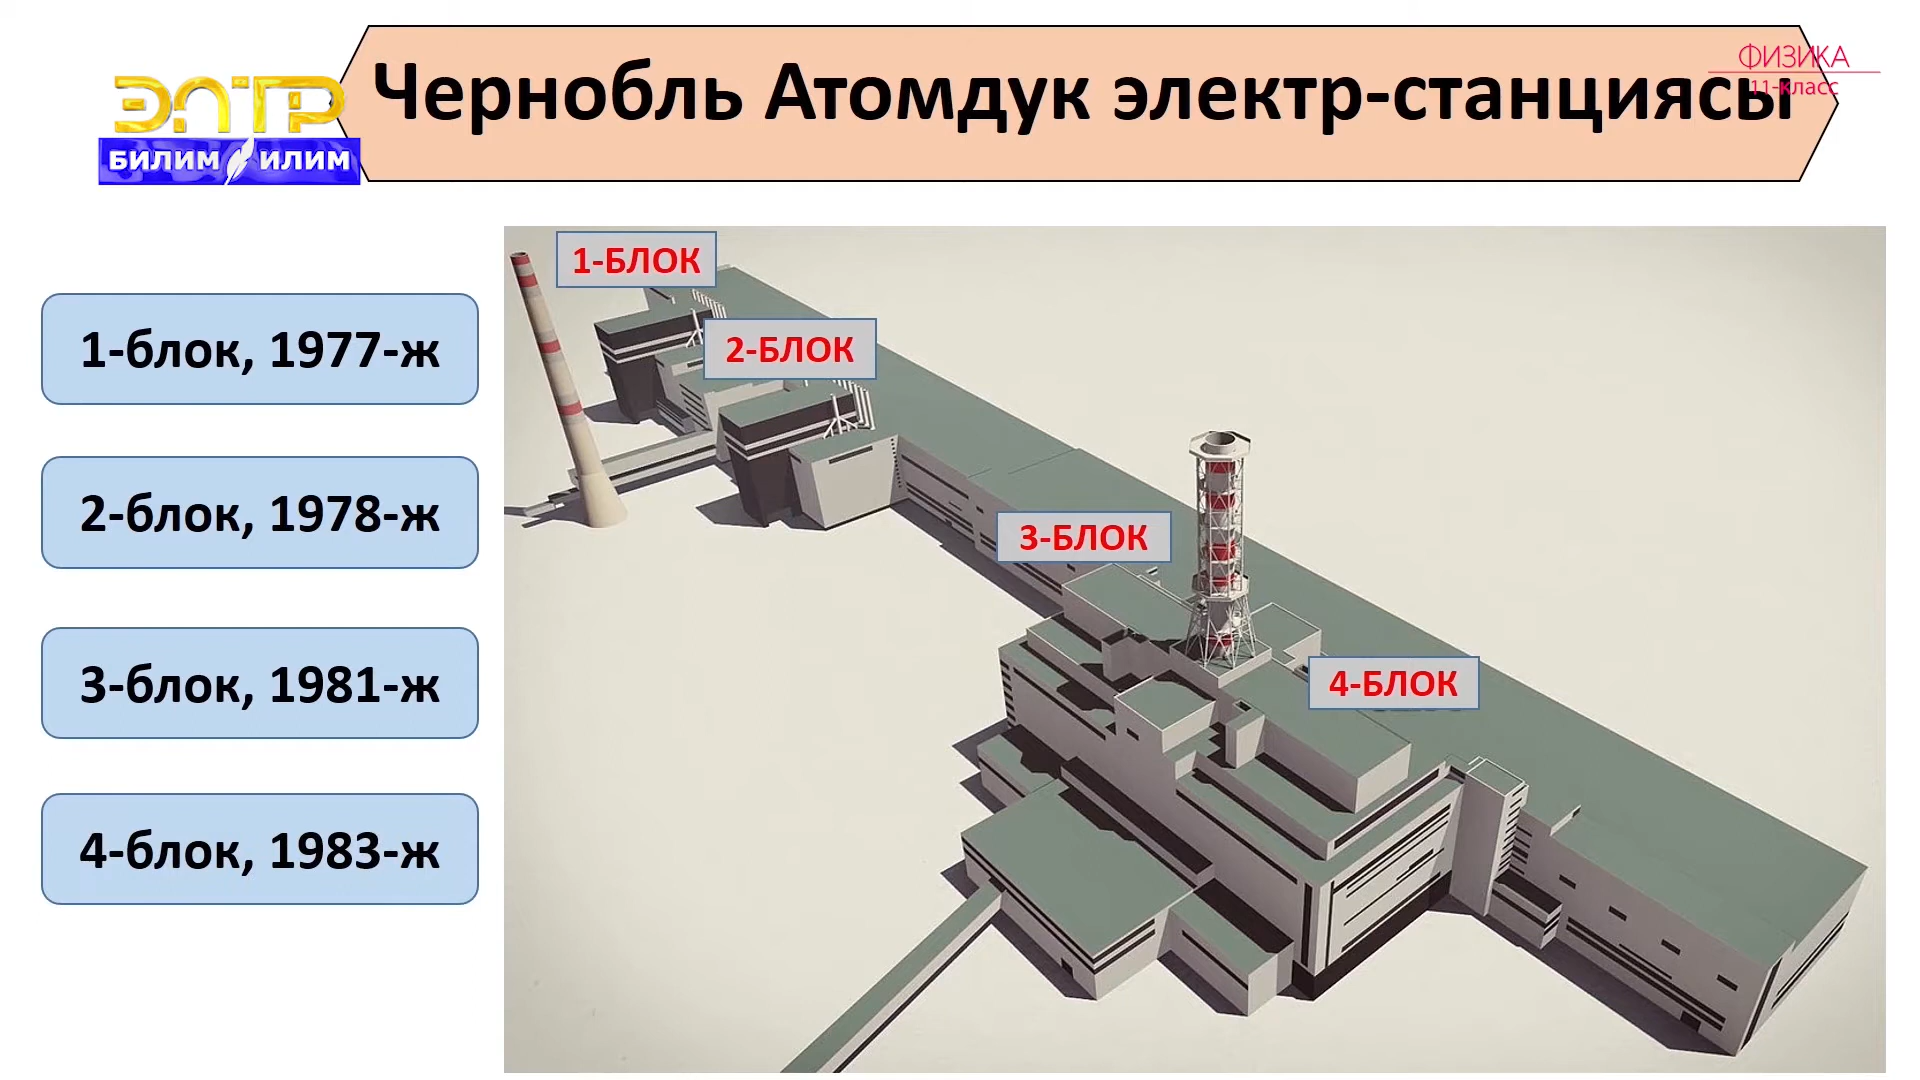 Чернобль Атомдук электр-станциясы
ФИЗИКА
11-класс
ЭЛТР
БИЛИМ ИЛИМ
1-блок, 1977-ж
2-блок, 1978-ж
3-блок, 1981-ж
4-блок, 1983-ж
1-БЛОК
2-БЛОК
3-БЛОК
4-БЛОК